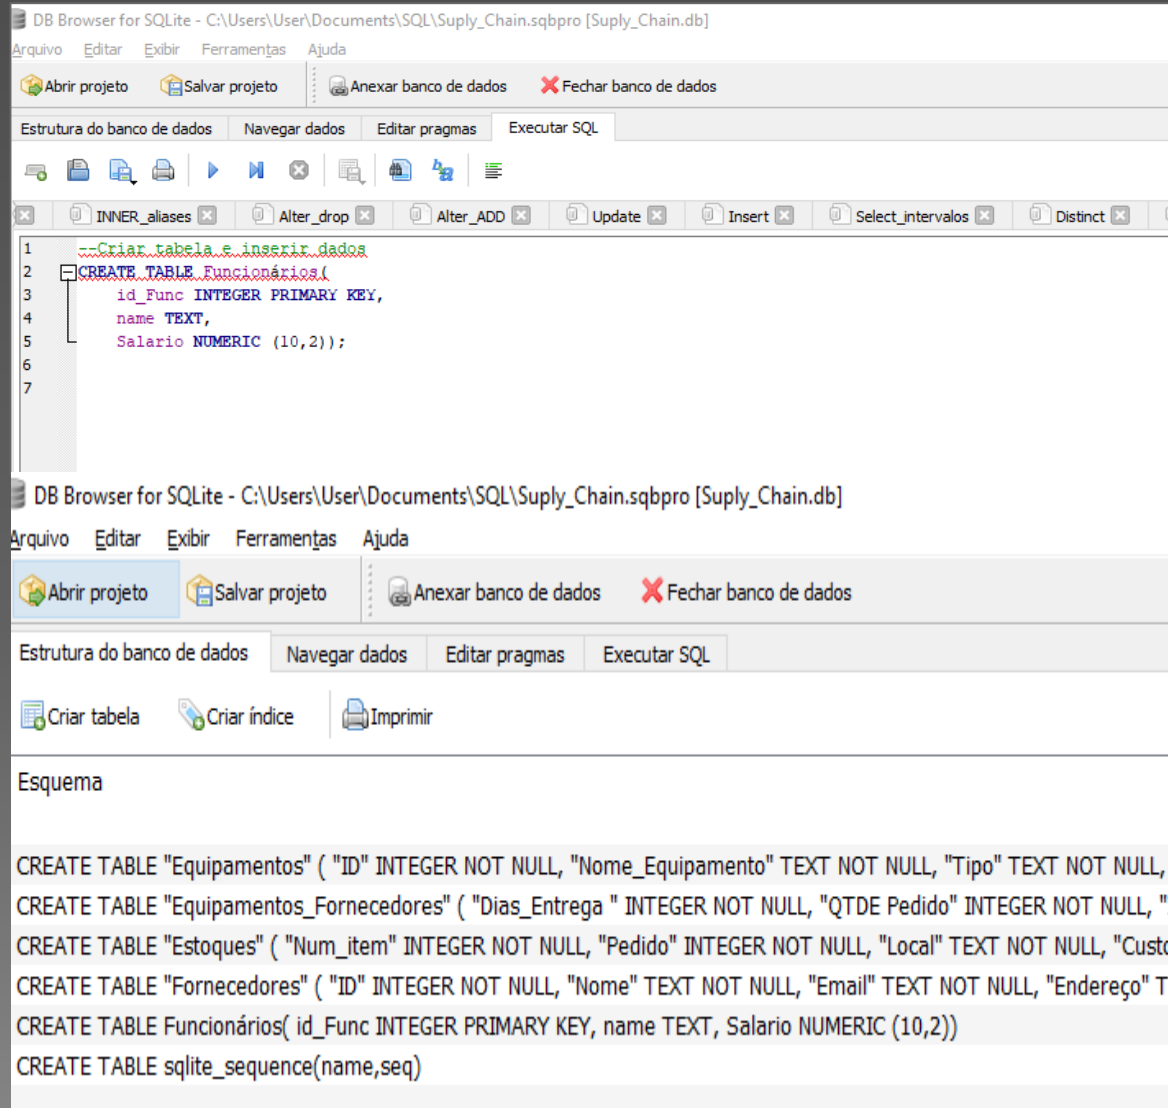 DB Browser for SQLite - C:\Users\User\Documents\SQL\Suply_Chain.sqbpro [Suply_Chain.db]
Arquivo Editar Exibir Ferramentas Ajuda
Abrir projeto Salvar projeto Anexar banco de dados Fechar banco de dados
Estrutura do banco de dados Navegar dados Editar pragmas Executar SQL
INNER_aliases Alter_drop Alter_ADD Update Insert Select_intervalos Distinct
1 --Criar tabela e inserir dados
2 CREATE TABLE Funcionários(
3 id_Func INTEGER PRIMARY KEY,
4 name TEXT,
5 Salario NUMERIC (10,2));
6
7
DB Browser for SQLite - C:\Users\User\Documents\SQL\Suply_Chain.sqbpro [Suply_Chain.db]
Arquivo Editar Exibir Ferramentas Ajuda
Abrir projeto Salvar projeto Anexar banco de dados Fechar banco de dados
Estrutura do banco de dados Navegar dados Editar pragmas Executar SQL
Criar tabela Criar índice Imprimir
Esquema
CREATE TABLE "Equipamentos" ( "ID" INTEGER NOT NULL, "Nome_Equipamento" TEXT NOT NULL, "Tipo" TEXT NOT NULL,
CREATE TABLE "Equipamentos_Fornecedores" ( "Dias_Entrega " INTEGER NOT NULL, "QTDE Pedido" INTEGER NOT NULL,
CREATE TABLE "Estoques" ( "Num_item" INTEGER NOT NULL, "Pedido" INTEGER NOT NULL, "Local" TEXT NOT NULL,
CREATE TABLE "Fornecedores" ( "ID" INTEGER NOT NULL, "Nome" TEXT NOT NULL, "Email" TEXT NOT NULL, "Endereço"
CREATE TABLE Funcionários( id_Func INTEGER PRIMARY KEY, name TEXT, Salario NUMERIC (10,2))
CREATE TABLE sqlite_sequence(name,seq)